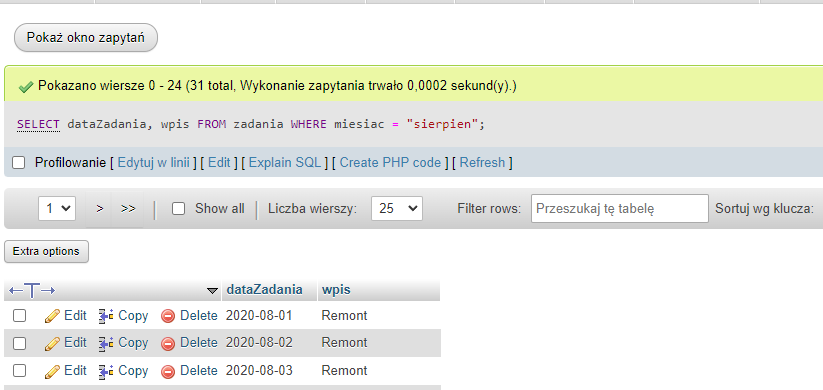 Pokaż okno zapytań
Pokazano wiersze 0 - 24 (31 total, Wykonanie zapytania trwało 0,0002 sekund(y).)
SELECT dataZadania, wpis FROM zadania WHERE miesiac = "sierpien";
Profilowanie [ Edytuj w linii ] [ Edit ] [ Explain SQL ] [ Create PHP code ] [ Refresh ]
1 > >> | Show all | Liczba wierszy: 25 Filter rows: Przeszukaj tę tabelę Sortuj wg klucza:
Extra options
←T→ dataZadania wpis
Edit Copy Delete 2020-08-01 Remont
Edit Copy Delete 2020-08-02 Remont
Edit Copy Delete 2020-08-03 Remont